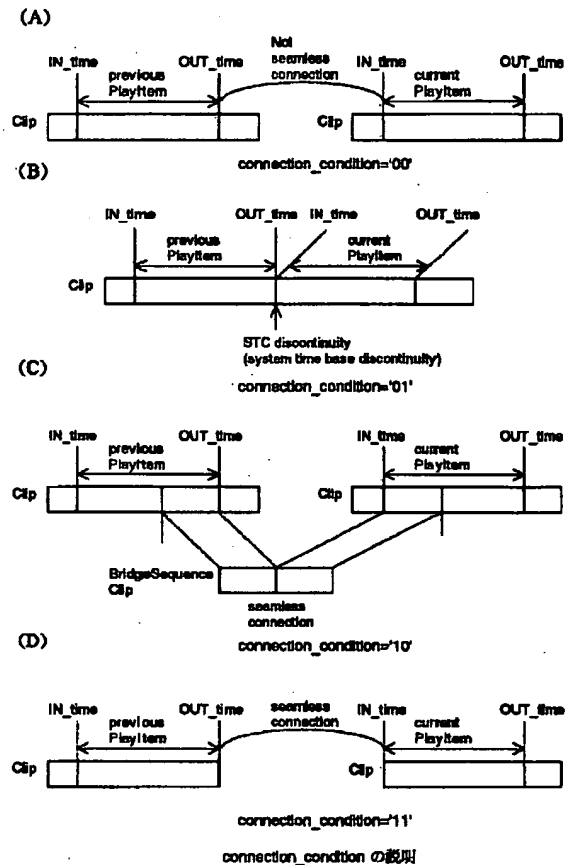 (A)
Not
seamless
connection
IN_time OUT_time IN_time OUT_time
previous
PlayItem
current
PlayItem
Clip Clip
connection_condition='00'
(B)
IN_time OUT_time IN_time OUT_time
previous
PlayItem
current
PlayItem
Clip
STC discontinuity
(system time base discontinuity)
(C)
connection_condition='01'
IN_time OUT_time IN_time OUT_time
previous
PlayItem
current
PlayItem
Clip Clip
BridgeSequence
Clip
seamless
connection
(D)
connection_condition='10'
seamless
connection
IN_time OUT_time IN_time OUT_time
previous
PlayItem
current
PlayItem
Clip Clip
connection_condition='11'
connection_condition の説明